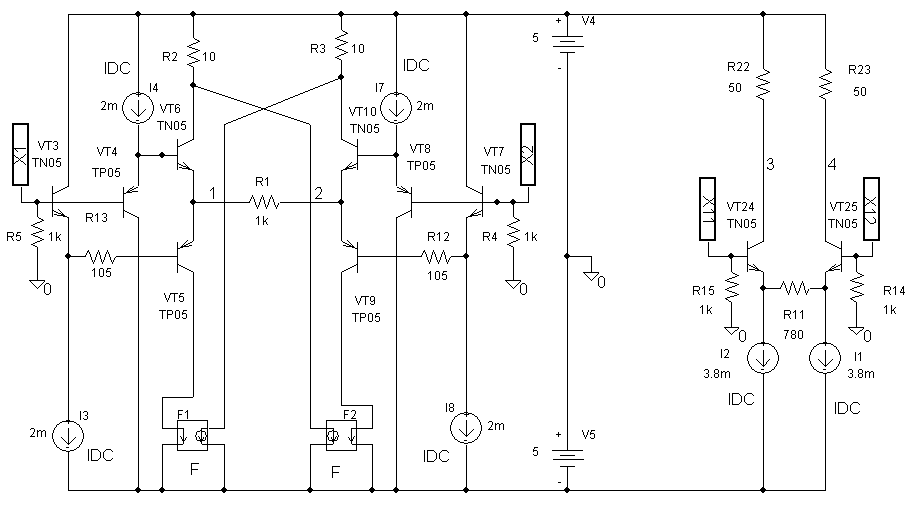 R2
10
R3
10
V4
5
+
-
IDC
I4
2m
IDC
I7
2m
R22
50
R23
50
VT6
TN05
VT10
TN05
X1
VT3
TN05
VT4
TP05
VT8
TP05
VT7
TN05
X2
3
4
R1
1k
1
2
X11
VT24
TN05
VT25
TN05
X12
R5
1k
R13
105
R12
105
R4
1k
0
0
0
VT5
TP05
VT9
TP05
R15
1k
R11
780
R14
1k
0
0
I2
3.8m
IDC
I1
3.8m
IDC
I3
2m
IDC
F1
F
F2
F
I8
2m
IDC
V5
5
+
-